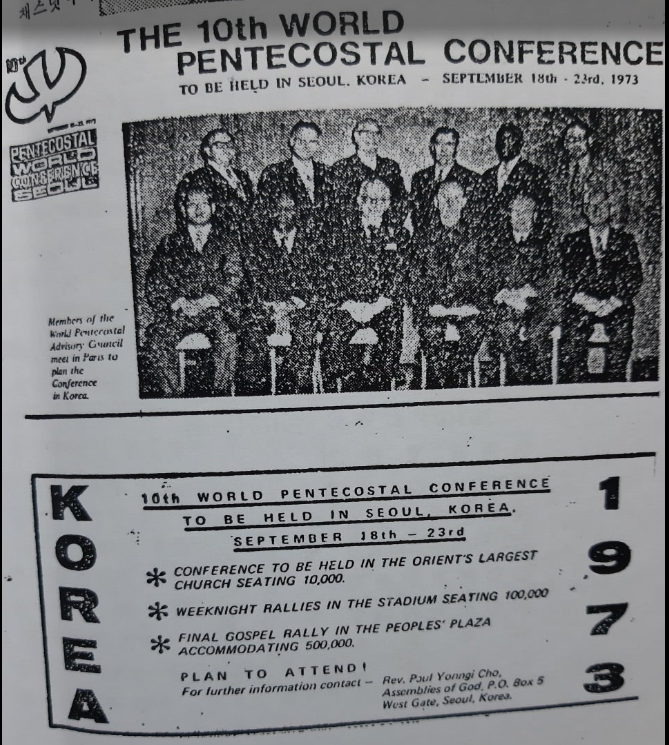 THE 10th WORLD
PENTECOSTAL CONFERENCE
TO BE HELD IN SEOUL. KOREA – SEPTEMBER 18th - 23rd, 1973
10th
PENTECOSTAL
WORLD
CONFERENCE
SEOUL
Members of the
World Pentecostal
Advisory Council
meet in Paris to
plan the
Conference
in Korea.
KOREA
10th WORLD PENTECOSTAL CONFERENCE
TO BE HELD IN SEOUL, KOREA.
SEPTEMBER 18th – 23rd
* CONFERENCE TO BE HELD IN THE ORIENT'S LARGEST
CHURCH SEATING 10,000.
* WEEKNIGHT RALLIES IN THE STADIUM SEATING 100,000
* FINAL GOSPEL RALLY IN THE PEOPLES' PLAZA
ACCOMMODATING 500,000.
PLAN TO ATTEND!
For further information contact – Rev. Paul Yonngi Cho,
Assemblies of God, P.O. Box 5
West Gate, Seoul, Korea.
1973